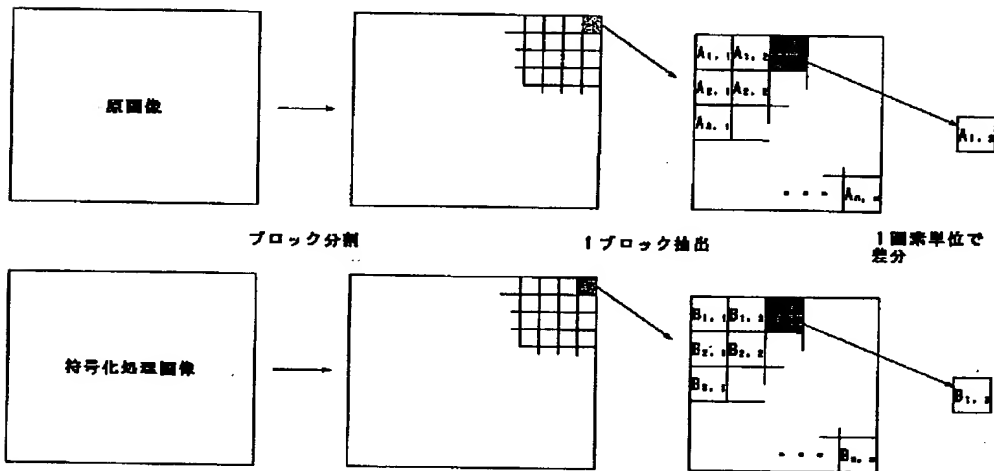 原画像
A₁, ₁ A₁, ₂
A₂, ₁ A₂, ₂
A₃, ₁
A₁, ₃
・・・ Aₙ, ₘ
ブロック分割
1ブロック抽出
1画素単位で
差分
符号化処理画像
B₁, ₁ B₁, ₂
B₂, ₁ B₂, ₂
B₃, ₁
B₁, ₃
・・・ Bₙ, ₘ